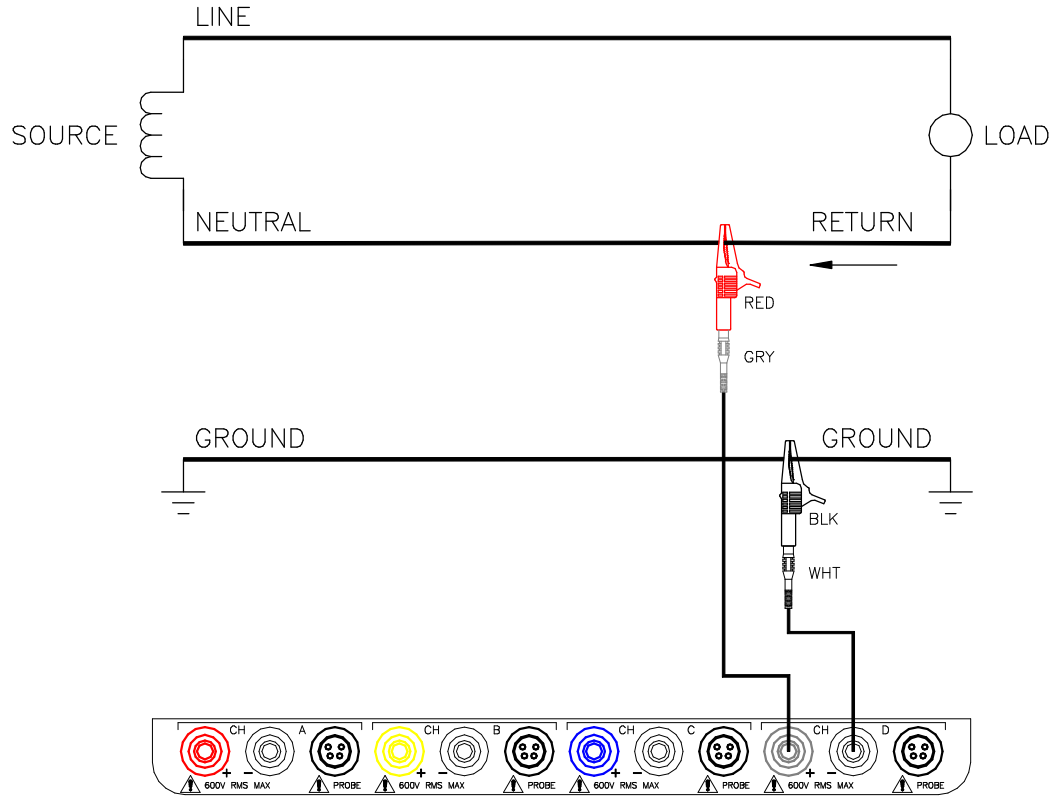 LINE
SOURCE
LOAD
NEUTRAL RETURN
RED
GRY
GROUND GROUND
BLK
WHT
CH A CH B CH C CH D
+ − + − + − + −
600V RMS MAX PROBE 600V RMS MAX PROBE 600V RMS MAX PROBE 600V RMS MAX PROBE